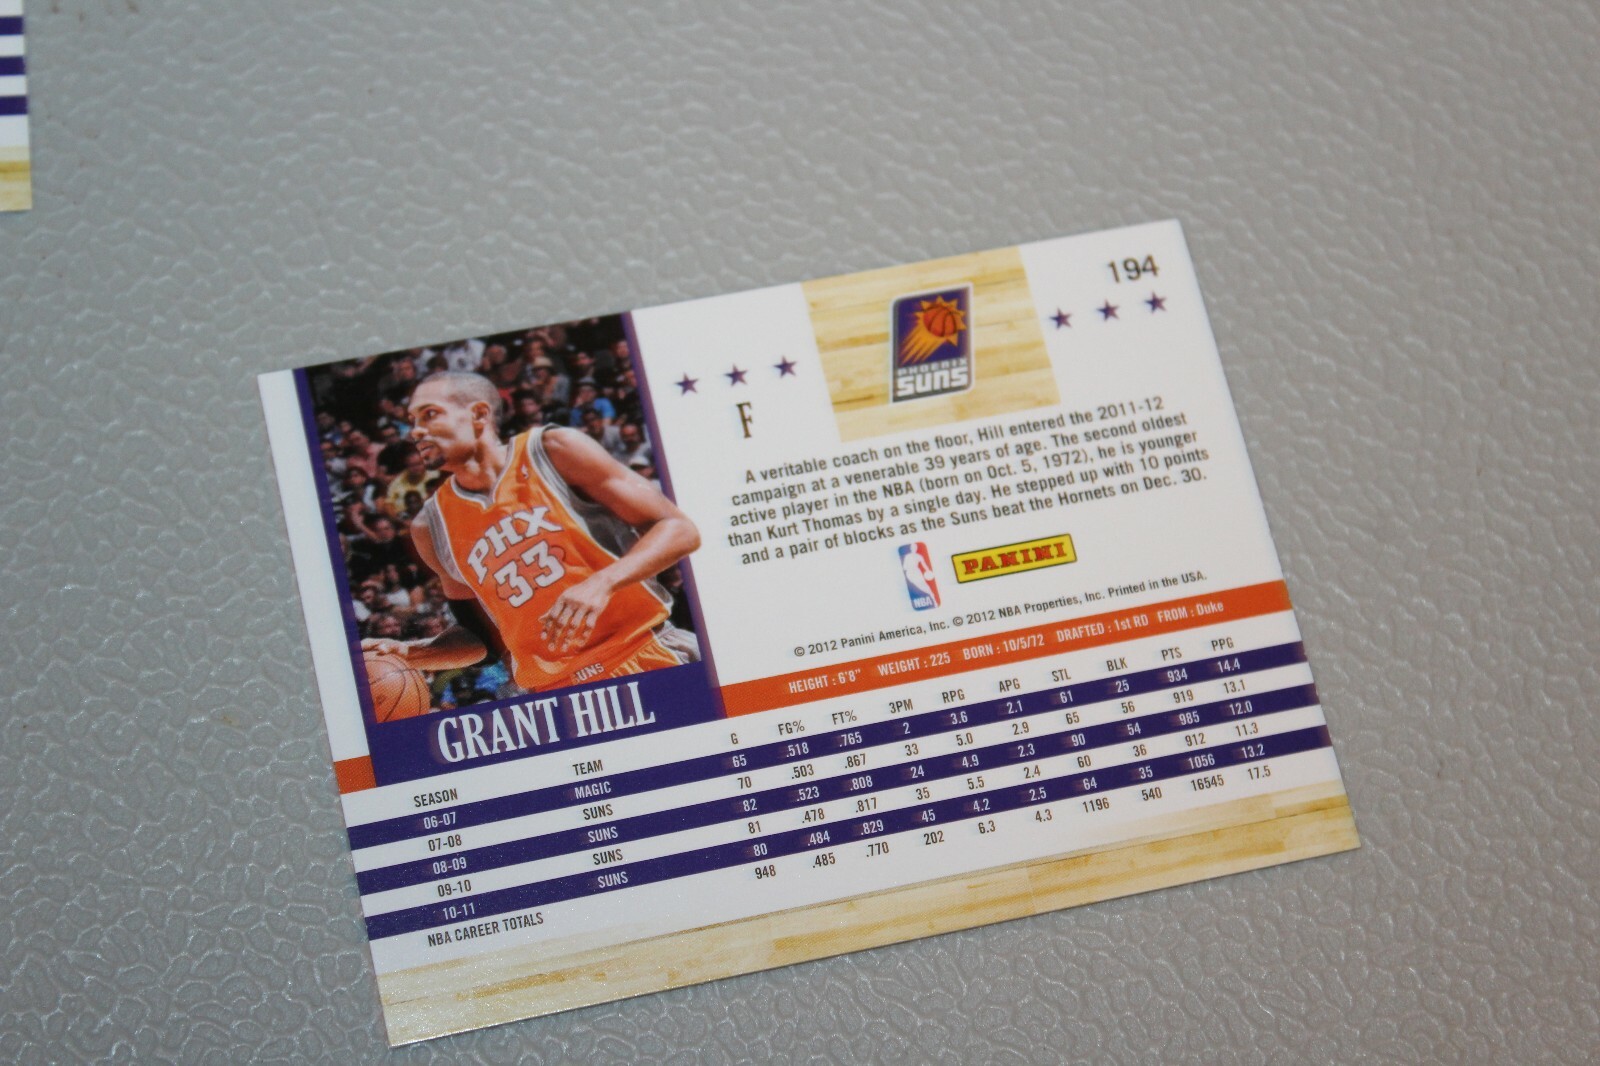 194
PHOENIX
SUNS
F
A veritable coach on the floor, Hill entered the 2011-12
campaign at a venerable 39 years of age. The second oldest
active player in the NBA (born on Oct. 5, 1972), he is younger
than Kurt Thomas by a single day. He stepped up with 10 points
and a pair of blocks as the Suns beat the Hornets on Dec. 30.
NBA
PANINI
© 2012 Panini America, Inc. © 2012 NBA Properties, Inc. Printed in the USA.
HEIGHT : 6'8" WEIGHT : 225 BORN : 10/5/72 DRAFTED : 1st RD FROM : Duke
PHX
33
SUNS
GRANT HILL
SEASON TEAM G FG% FT% 3PM RPG APG STL BLK PTS PPG
06-07 MAGIC 65 .518 .765 2 3.6 2.1 61 25 934 14.4
07-08 SUNS 70 .503 .867 33 5.0 2.9 65 56 919 13.1
08-09 SUNS 82 .523 .808 24 4.9 2.3 90 54 985 12.0
09-10 SUNS 81 .478 .817 35 5.5 2.4 60 36 912 11.3
10-11 SUNS 80 .484 .829 45 4.2 2.5 64 35 1056 13.2
NBA CAREER TOTALS 948 .485 .770 202 6.3 4.3 1196 540 16545 17.5